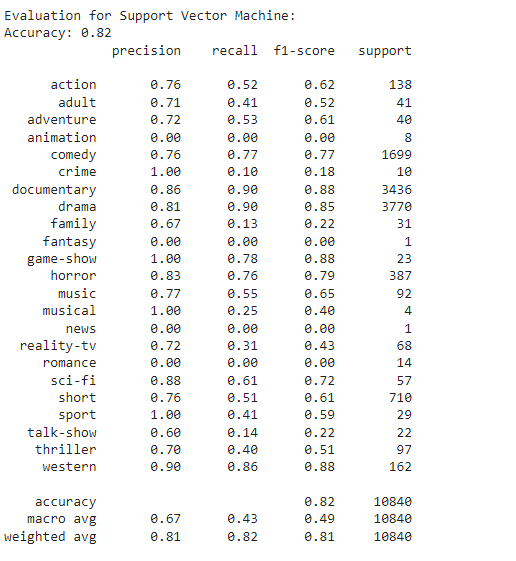 Evaluation for Support Vector Machine:
Accuracy: 0.82
precision recall f1-score support
action 0.76 0.52 0.62 138
adult 0.71 0.41 0.52 41
adventure 0.72 0.53 0.61 40
animation 0.00 0.00 0.00 8
comedy 0.76 0.77 0.77 1699
crime 1.00 0.10 0.18 10
documentary 0.86 0.90 0.88 3436
drama 0.81 0.90 0.85 3770
family 0.67 0.13 0.22 31
fantasy 0.00 0.00 0.00 1
game-show 1.00 0.78 0.88 23
horror 0.83 0.76 0.79 387
music 0.77 0.55 0.65 92
musical 1.00 0.25 0.40 4
news 0.00 0.00 0.00 1
reality-tv 0.72 0.31 0.43 68
romance 0.00 0.00 0.00 14
sci-fi 0.88 0.61 0.72 57
short 0.76 0.51 0.61 710
sport 1.00 0.41 0.59 29
talk-show 0.60 0.14 0.22 22
thriller 0.70 0.40 0.51 97
western 0.90 0.86 0.88 162
accuracy 0.82 10840
macro avg 0.67 0.43 0.49 10840
weighted avg 0.81 0.82 0.81 10840